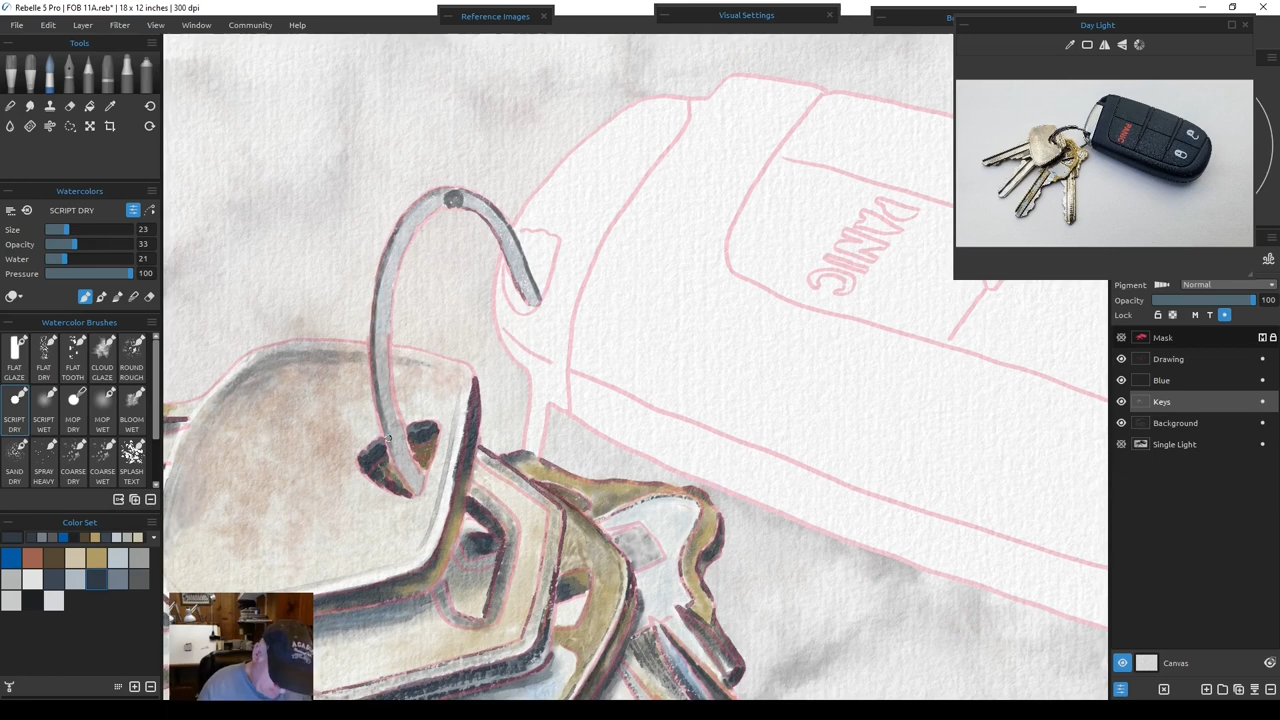 Rebelle 5 Pro | FOB 11A.reb* | 18 x 12 inches | 300 dpi
Reference Images
Visual Settings
File Edit Layer Filter View Window Community Help
Day Light
Tools
PANIC
Watercolors
SCRIPT DRY
Size 23
Opacity 33
Water 21
Pressure 100
PANIC
Pigment Normal
Opacity 100
Lock M T
Watercolor Brushes
FLAT GLAZE
FLAT DRY
FLAT TOOTH
CLOUD GLAZE
ROUND ROUGH
SCRIPT DRY
SCRIPT WET
MOP DRY
MOP WET
BLOOM WET
SAND DRY
SPRAY HEAVY
COARSE DRY
COARSE WET
SPLASH TEXT
Mask
Drawing
Blue
Keys
Background
Single Light
Color Set
Canvas